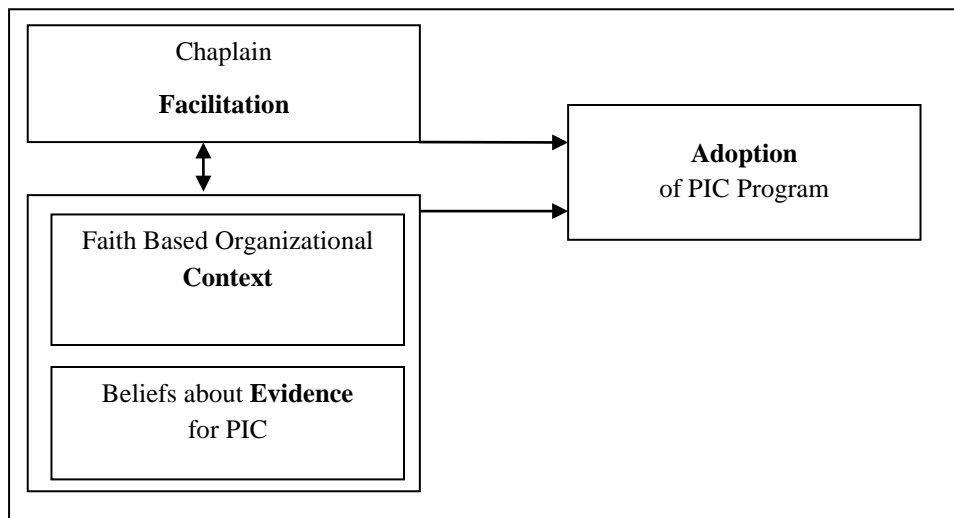 Chaplain
Facilitation
Adoption
of PIC Program
Faith Based Organizational
Context
Beliefs about Evidence
for PIC